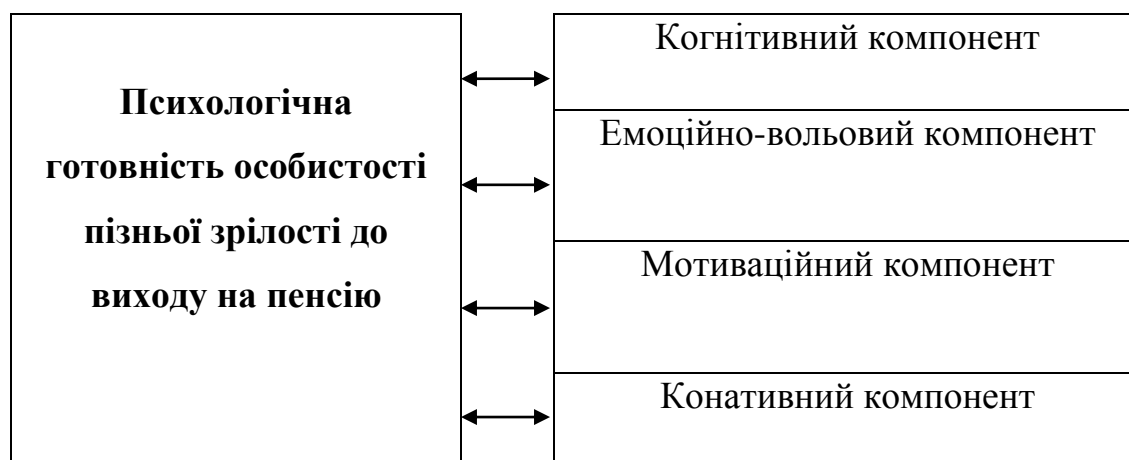 Психологічна
готовність особистості
пізньої зрілості до
виходу на пенсію
Когнітивний компонент
Емоційно-вольовий компонент
Мотиваційний компонент
Конативний компонент